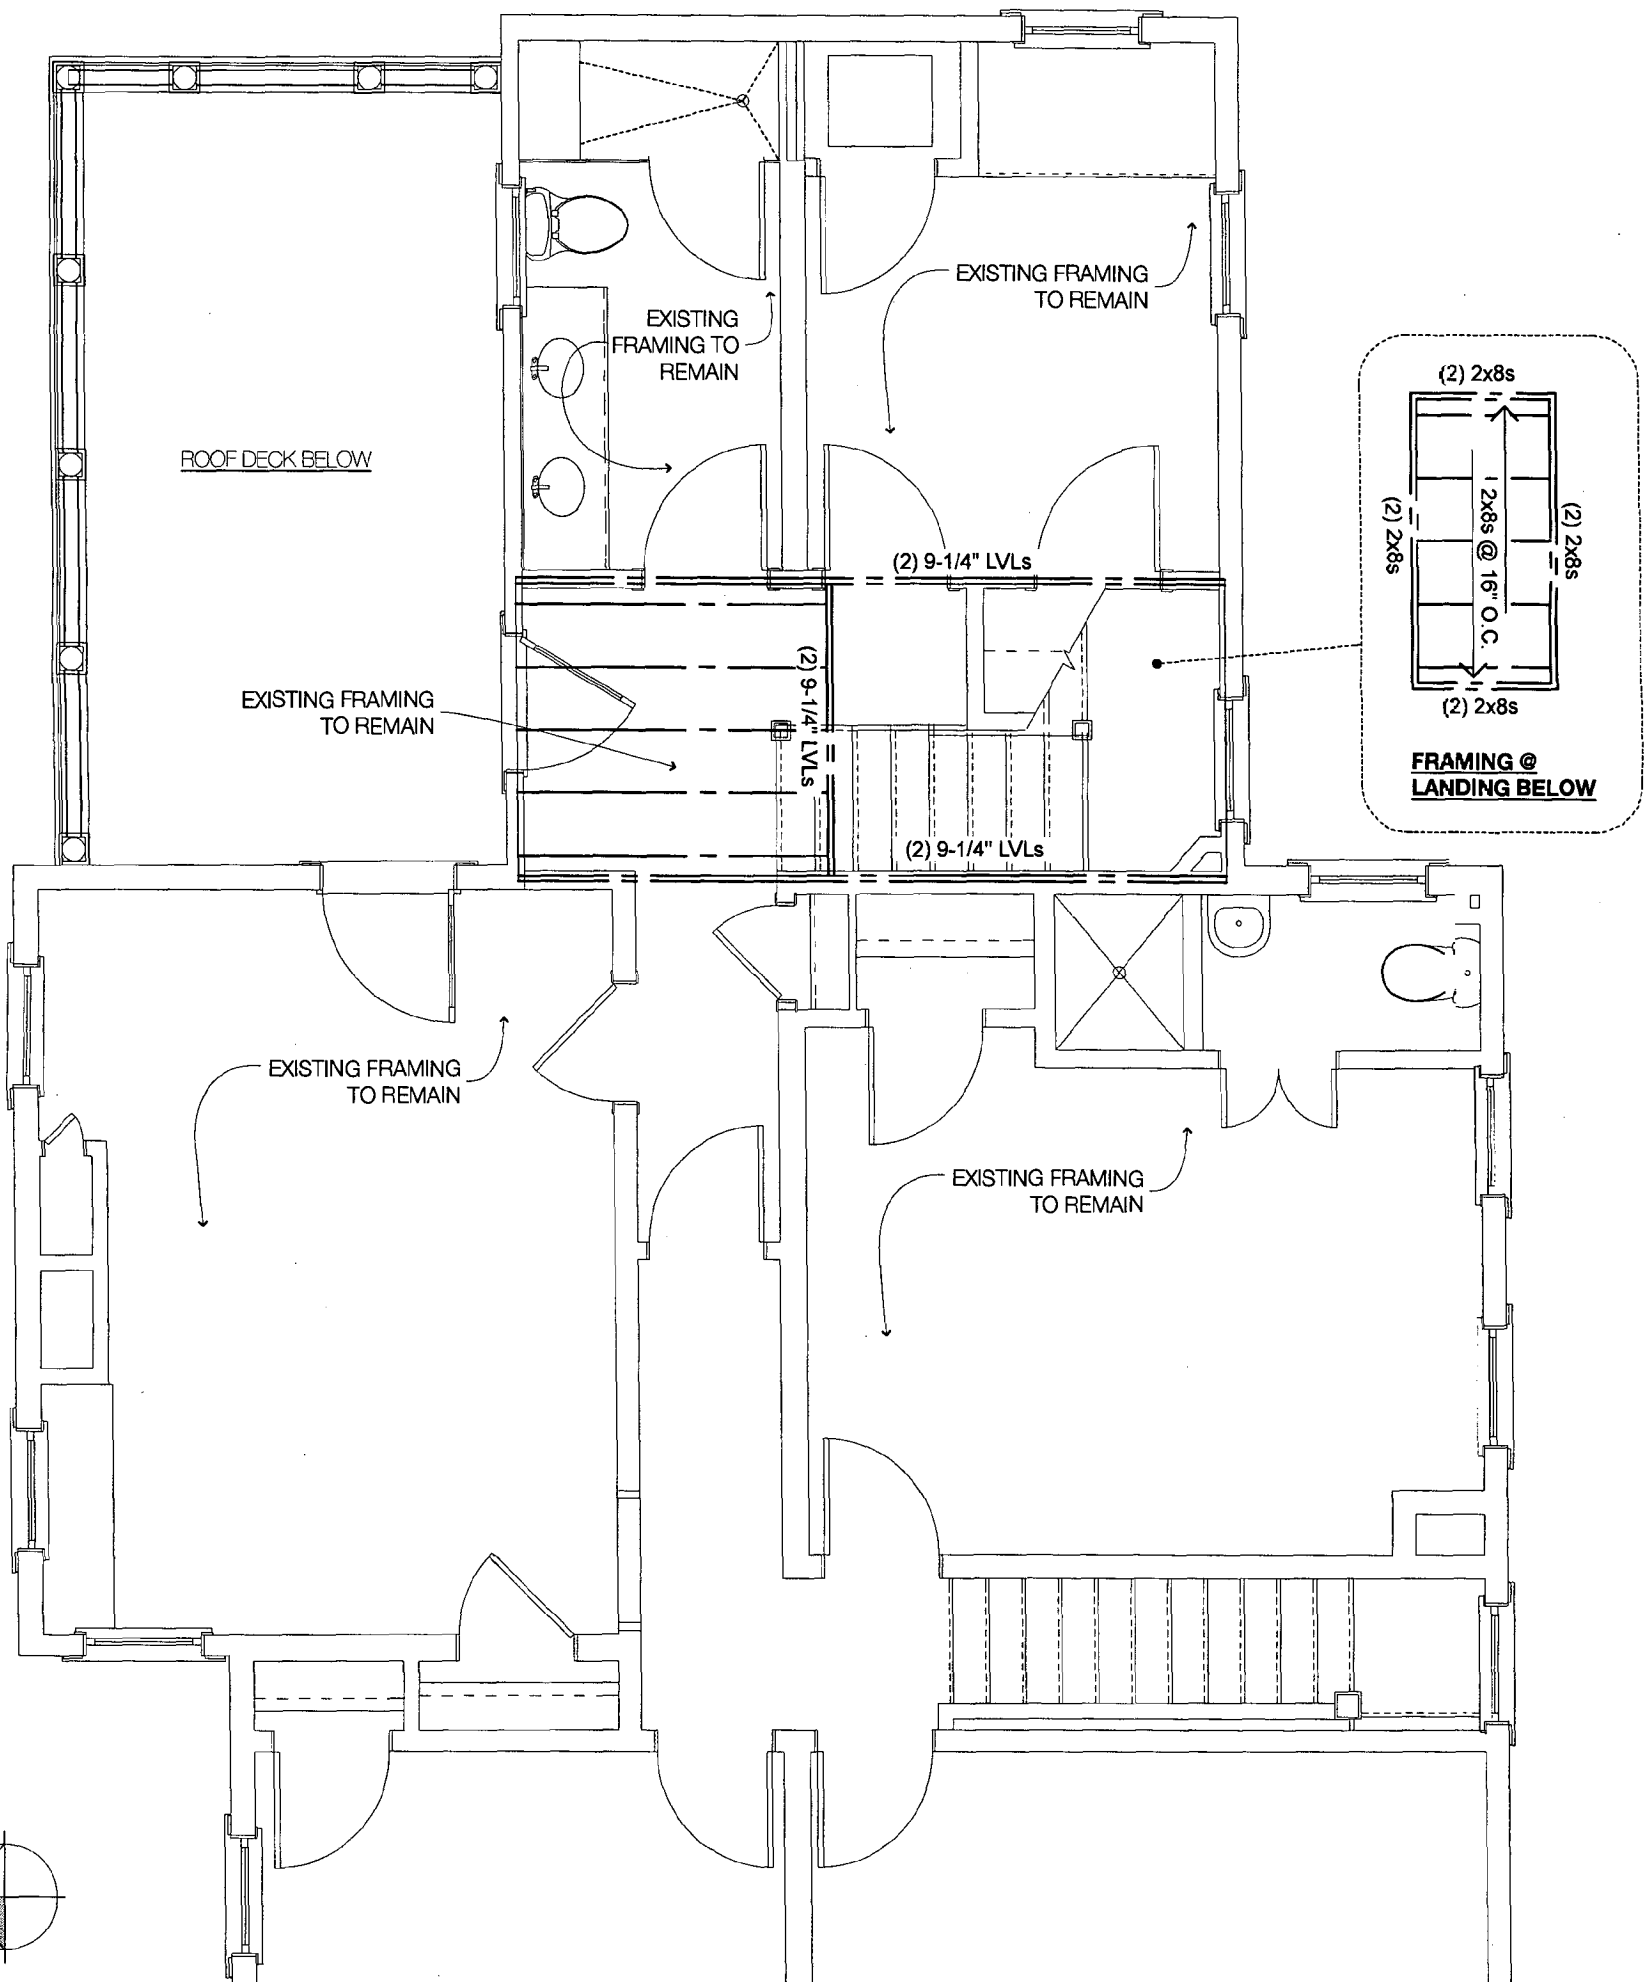 EXISTING FRAMING
TO REMAIN
EXISTING
FRAMING TO
REMAIN
(2) 2x8s
(2) 2x8s
2x8s @ 16" O.C.
(2) 2x8s
(2) 2x8s
FRAMING @
LANDING BELOW
ROOF DECK BELOW
(2) 9-1/4" LVLs
(2) 9-1/4" LVLs
EXISTING FRAMING
TO REMAIN
(2) 9-1/4" LVLs
EXISTING FRAMING
TO REMAIN
EXISTING FRAMING
TO REMAIN